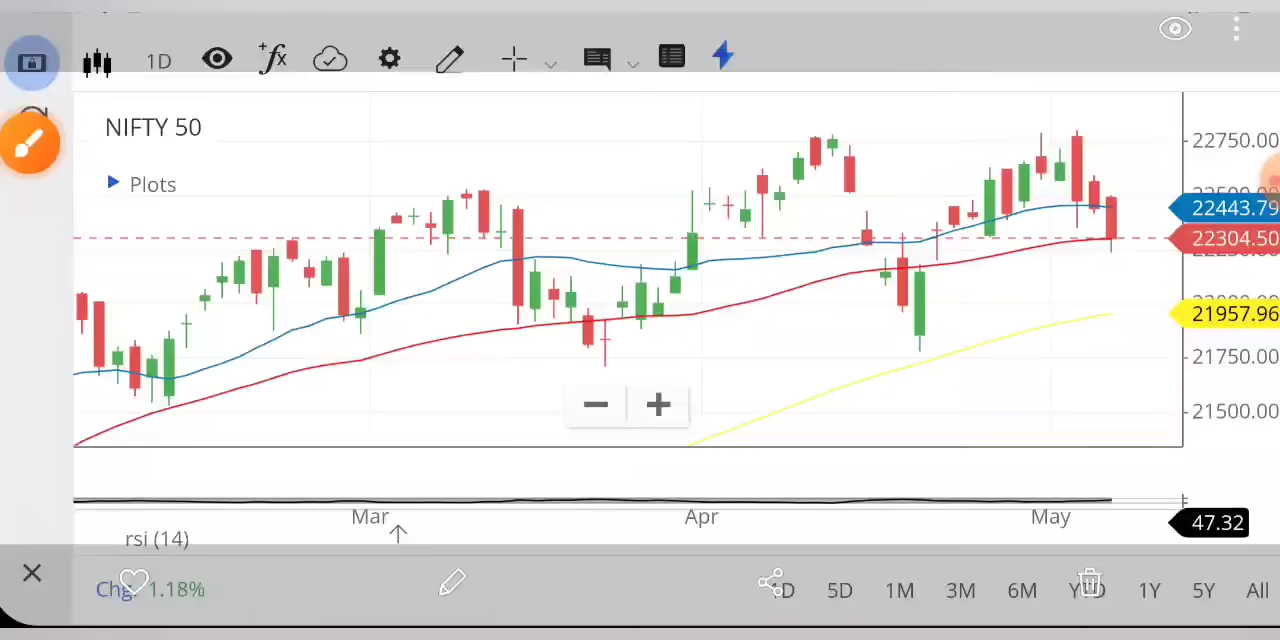 1D
fx
NIFTY 50
Plots
22750.00
22443.79
22304.50
21957.96
21750.00
21500.00
Mar
Apr
May
47.32
rsi (14)
Chg: 1.18%
1D 5D 1M 3M 6M YTD 1Y 5Y All